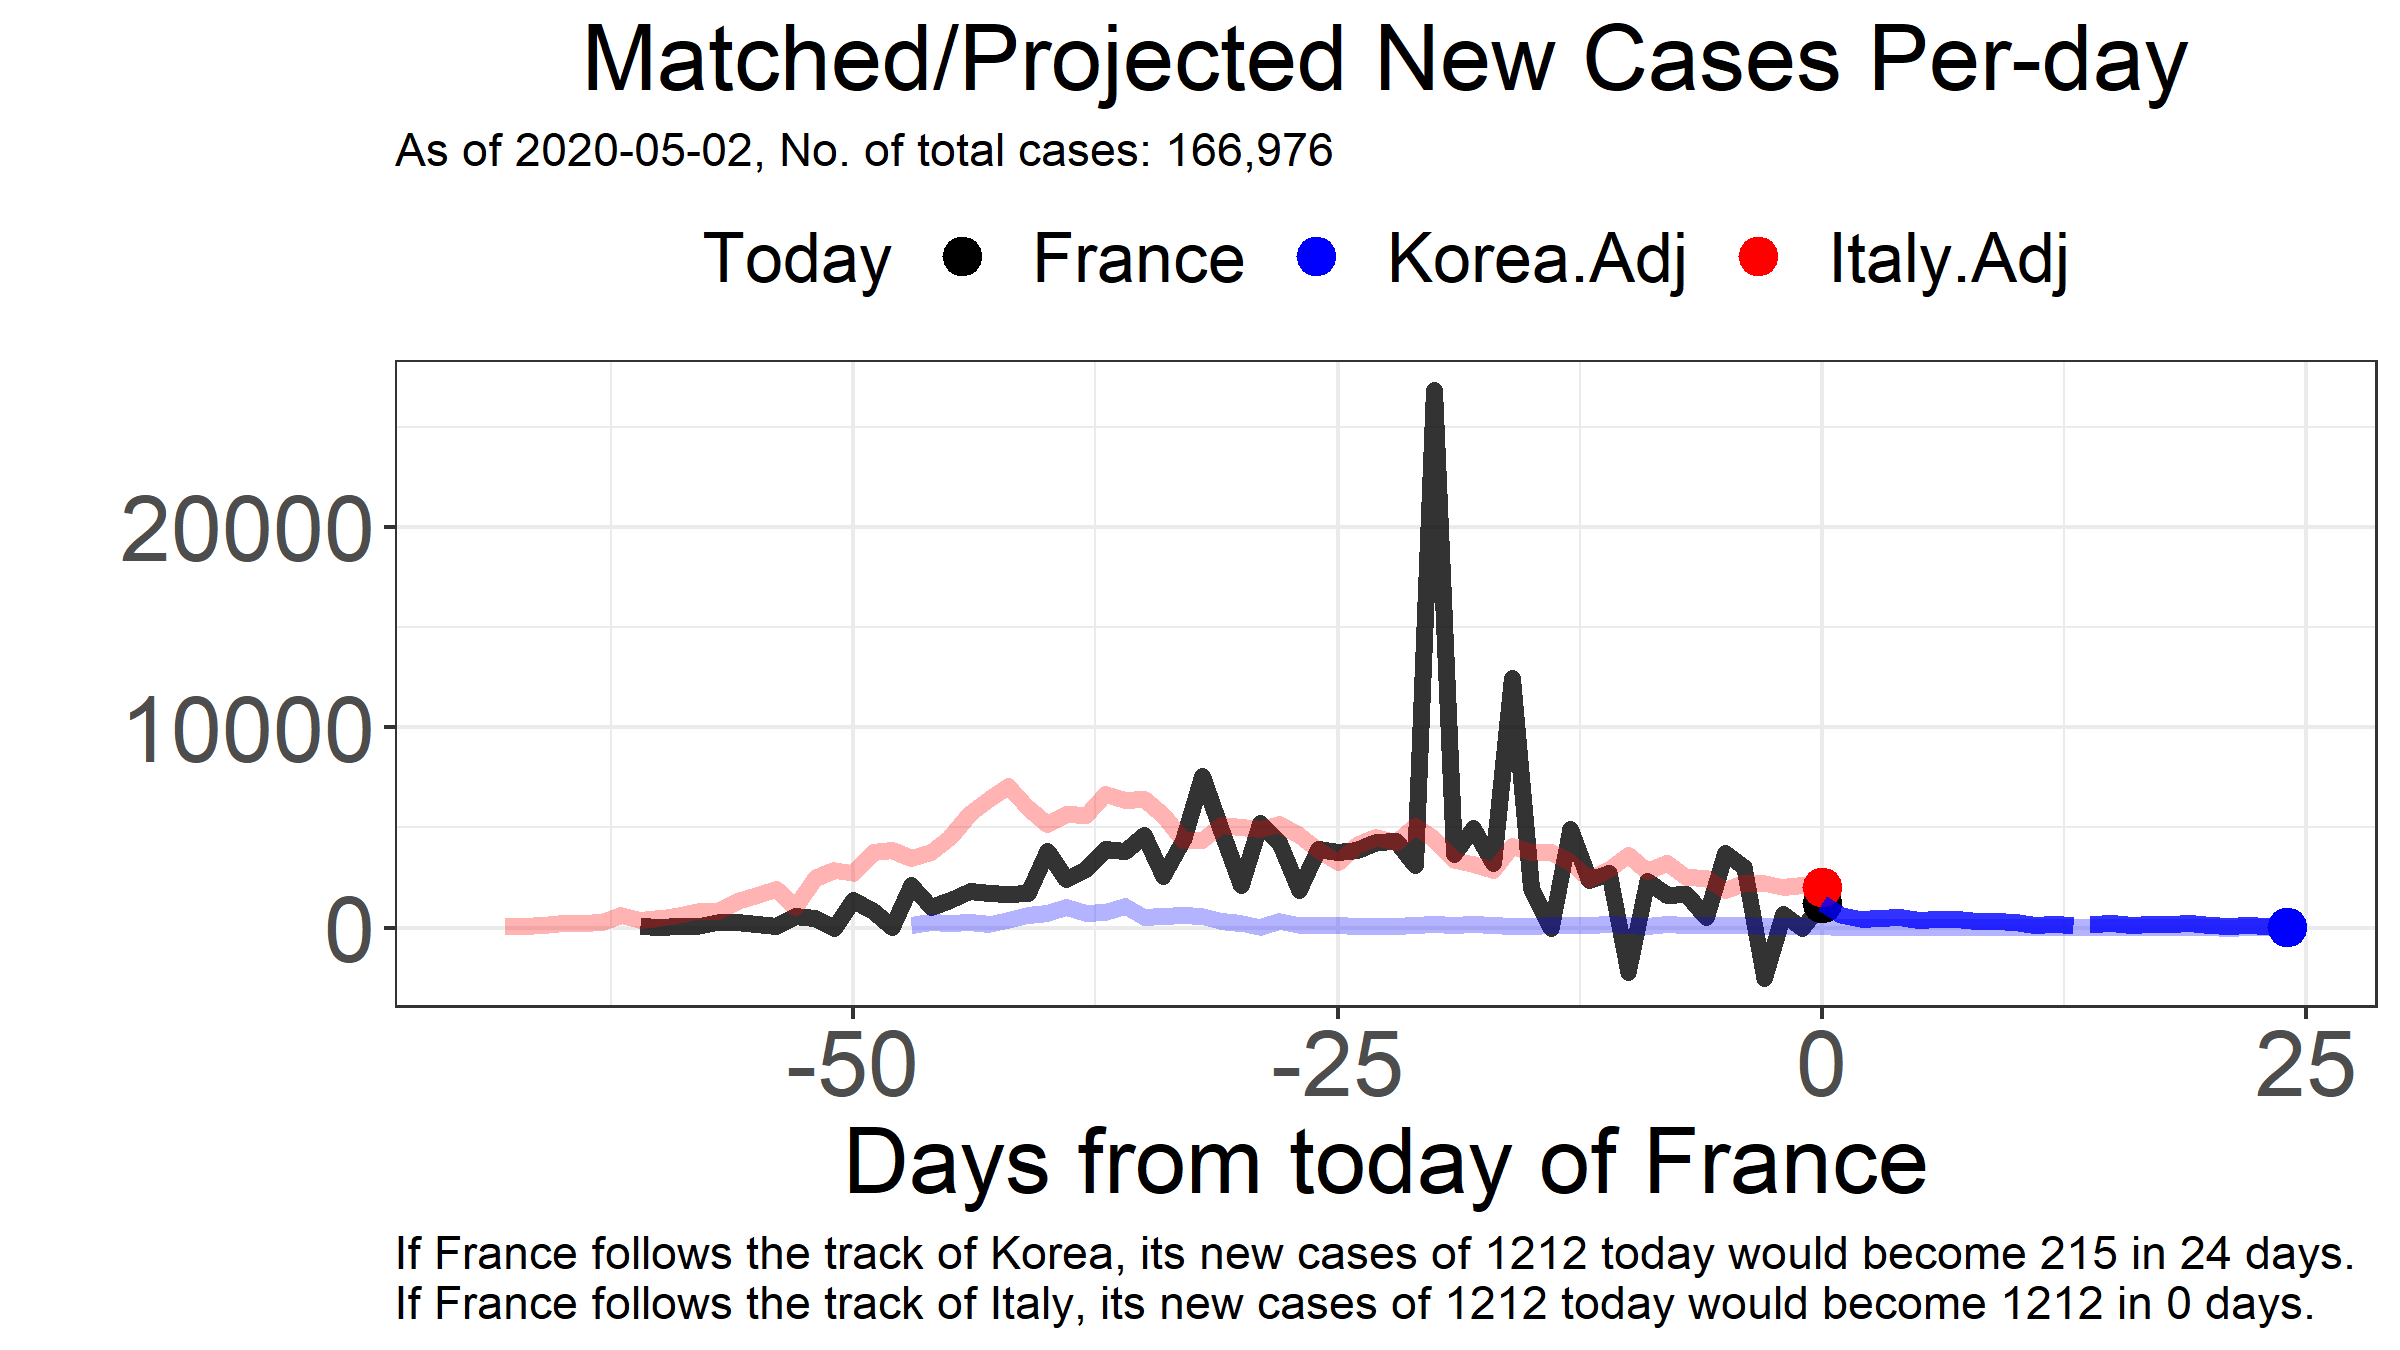 Matched/Projected New Cases Per-day
As of 2020-05-02, No. of total cases: 166,976
Today France Korea.Adj Italy.Adj
20000
10000
0
-50 -25 0 25
Days from today of France
If France follows the track of Korea, its new cases of 1212 today would become 215 in 24 days.
If France follows the track of Italy, its new cases of 1212 today would become 1212 in 0 days.